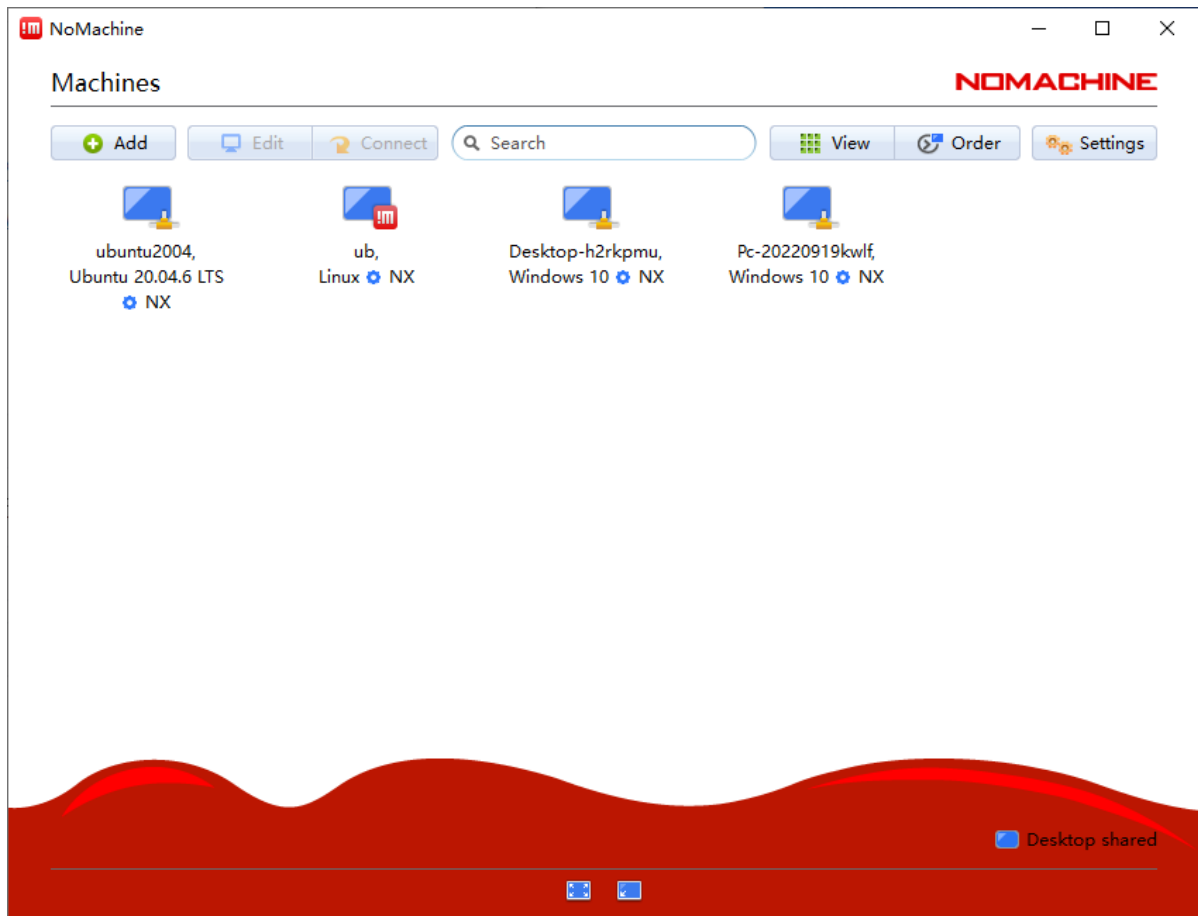 NoMachine
Machines
NOMACHINE
Add
Edit
Connect
Search
View
Order
Settings
ubuntu2004,
Ubuntu 20.04.6 LTS
NX
!m
ub,
Linux NX
Desktop-h2rkpmu,
Windows 10 NX
Pc-20220919kwlf,
Windows 10 NX
Desktop shared